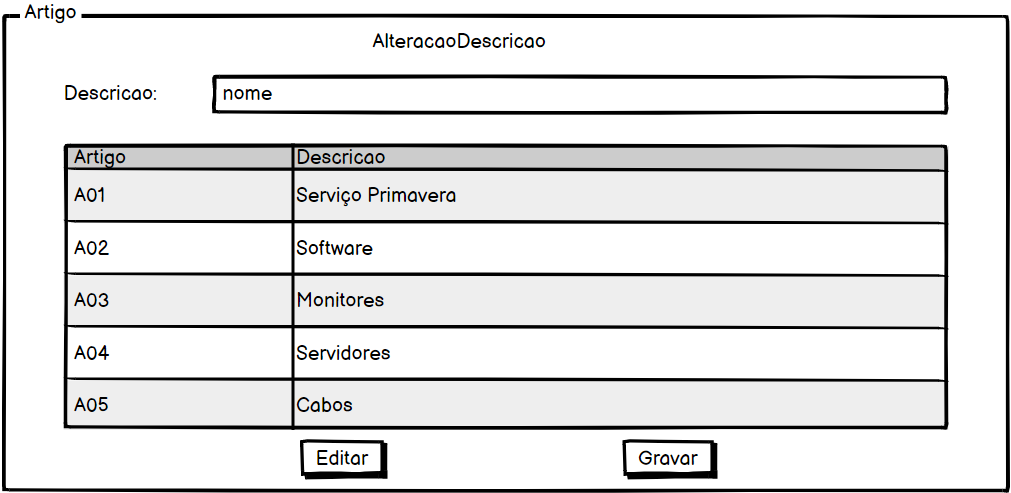 Artigo
AlteracaoDescricao
Descricao: nome
Artigo Descricao
A01 Serviço Primavera
A02 Software
A03 Monitores
A04 Servidores
A05 Cabos
Editar Gravar